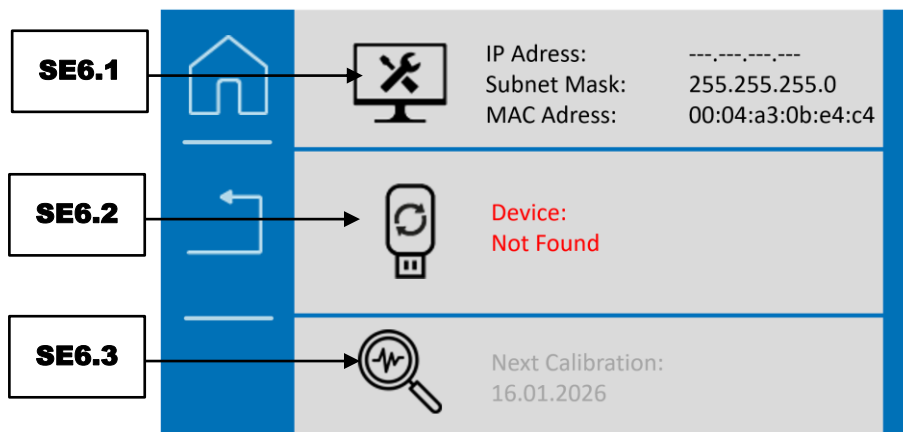 SE6.1
IP Adress: ---.---.---.---
Subnet Mask: 255.255.255.0
MAC Adress: 00:04:a3:0b:e4:c4
SE6.2
Device:
Not Found
SE6.3
Next Calibration:
16.01.2026